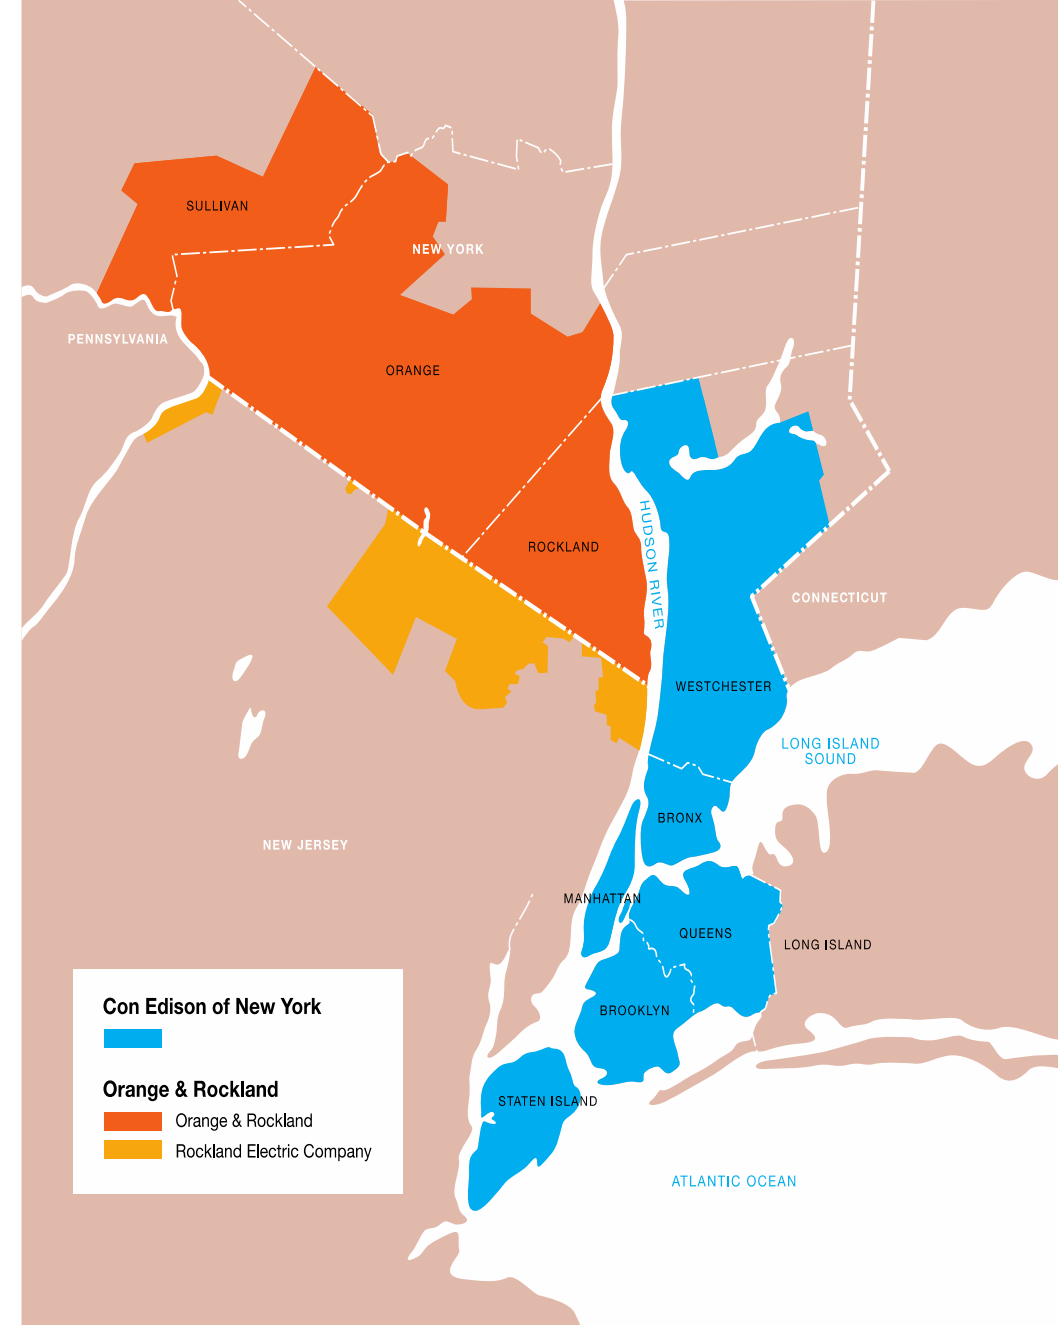 SULLIVAN
NEW YORK
PENNSYLVANIA
ORANGE
HUDSON RIVER
ROCKLAND
CONNECTICUT
WESTCHESTER
LONG ISLAND
SOUND
BRONX
NEW JERSEY
MANHATTAN
QUEENS
LONG ISLAND
BROOKLYN
STATEN ISLAND
ATLANTIC OCEAN
Con Edison of New York
Orange & Rockland
Orange & Rockland
Rockland Electric Company